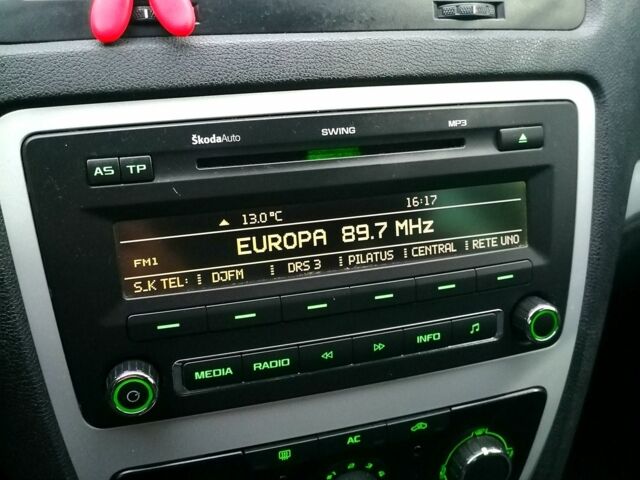 ŠkodaAuto SWING MP3
AS TP
13.0°C 16:17
EUROPA 89.7 MHz
FM1
S_K TEL: DJFM DRS 3 PILATUS CENTRAL RETE UNO
MEDIA RADIO INFO
AC